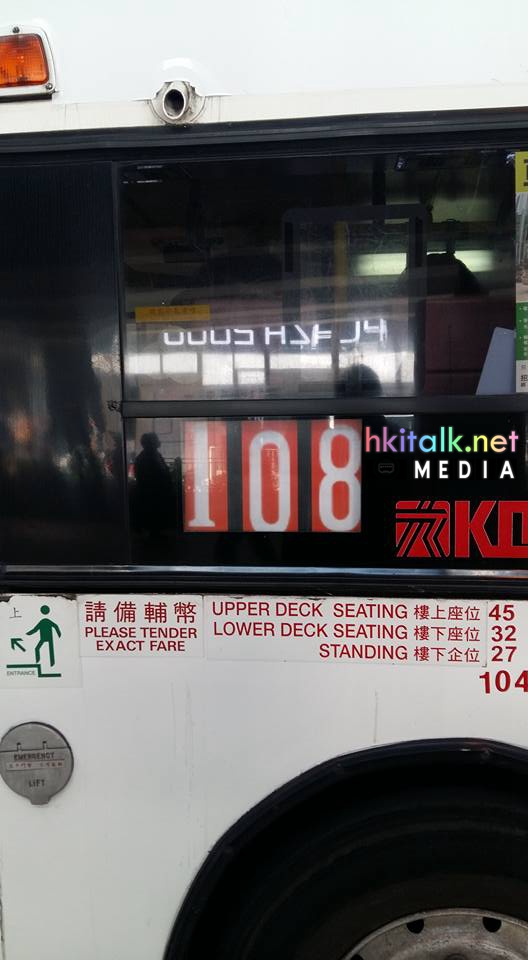 108
hkitalk.net
MEDIA
上
ENTRANCE
請備輔幣
PLEASE TENDER
EXACT FARE
UPPER DECK SEATING 樓上座位 45
LOWER DECK SEATING 樓下座位 32
STANDING 樓下企位 27
104
EMERGENCY
LIFT